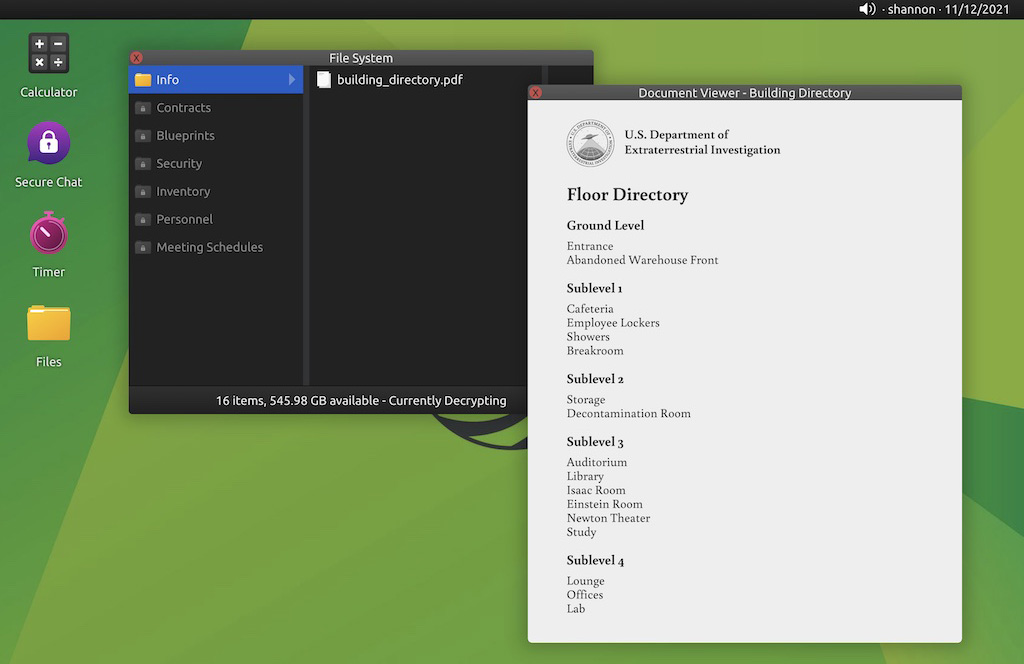 · shannon · 11/12/2021
Calculator
Secure Chat
Timer
Files
File System
Info
Contracts
Blueprints
Security
Inventory
Personnel
Meeting Schedules
building_directory.pdf
16 items, 545.98 GB available - Currently Decrypting
Document Viewer - Building Directory
U.S. Department of
Extraterrestrial Investigation
Floor Directory
Ground Level
Entrance
Abandoned Warehouse Front
Sublevel 1
Cafeteria
Employee Lockers
Showers
Breakroom
Sublevel 2
Storage
Decontamination Room
Sublevel 3
Auditorium
Library
Isaac Room
Einstein Room
Newton Theater
Study
Sublevel 4
Lounge
Offices
Lab